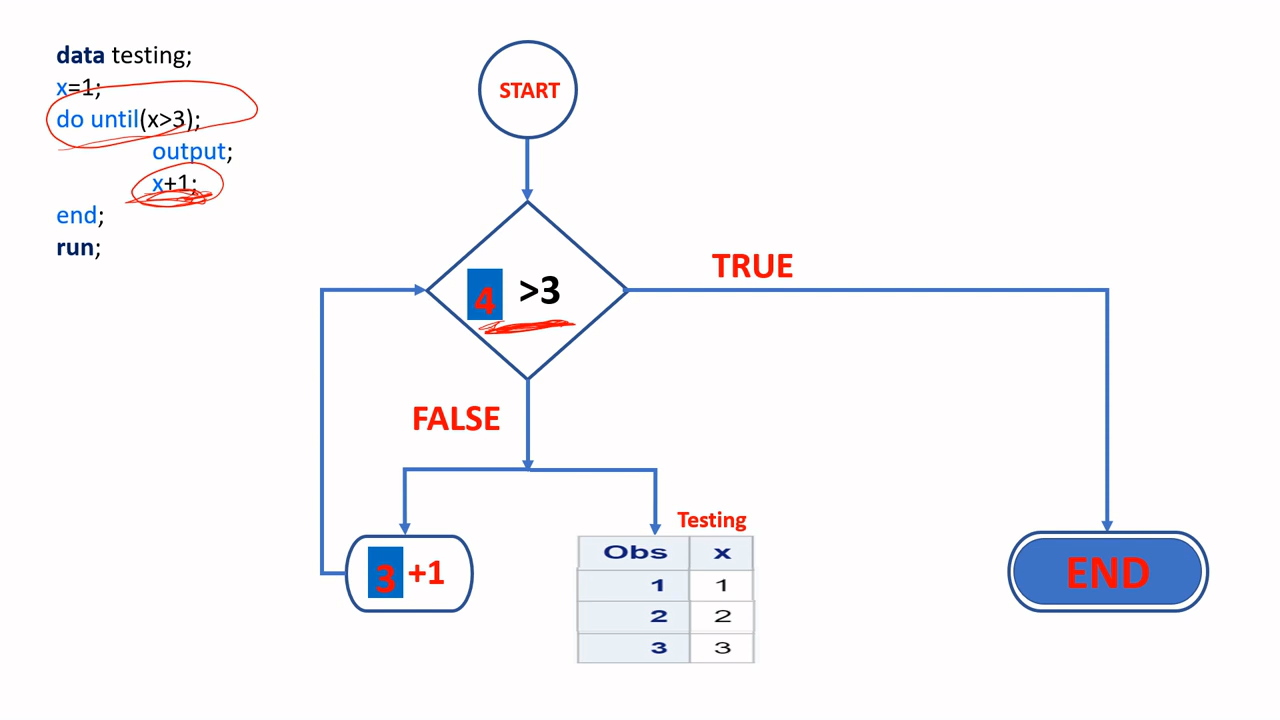 data testing;
x=1;
do until(x>3);
output;
x+1;
end;
run;
START
4 >3
TRUE
FALSE
3 +1
Testing
Obs x
1 1
2 2
3 3
END